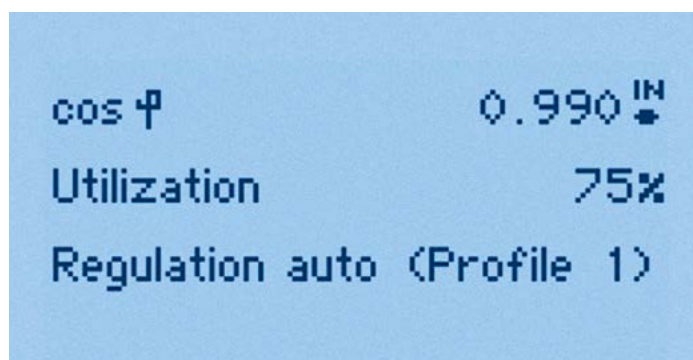 cos φ 0.990 IN
Utilization 75%
Regulation auto (Profile 1)